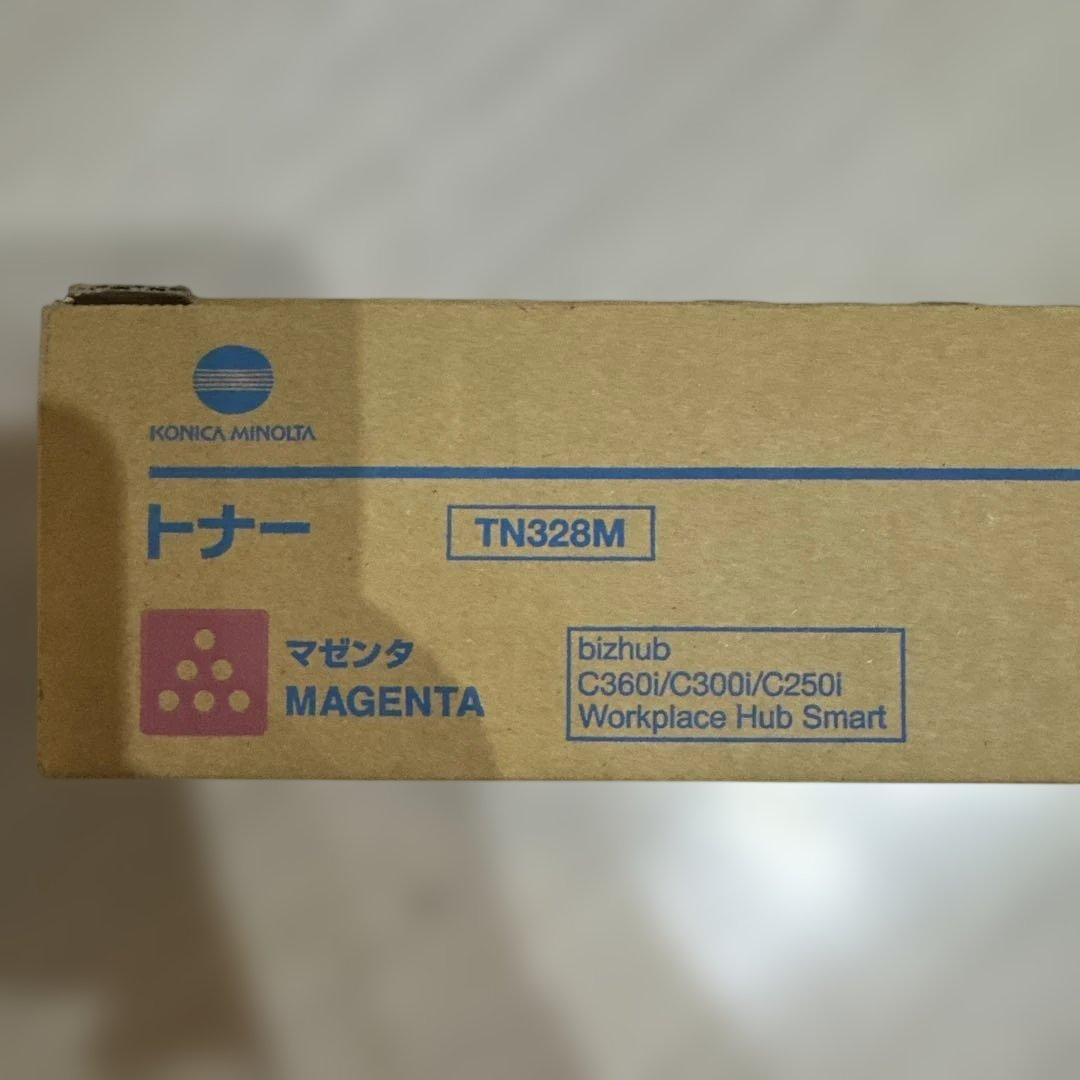 KONICA MINOLTA
トナー
TN328M
マゼンタ
MAGENTA
bizhub
C360i/C300i/C250i
Workplace Hub Smart